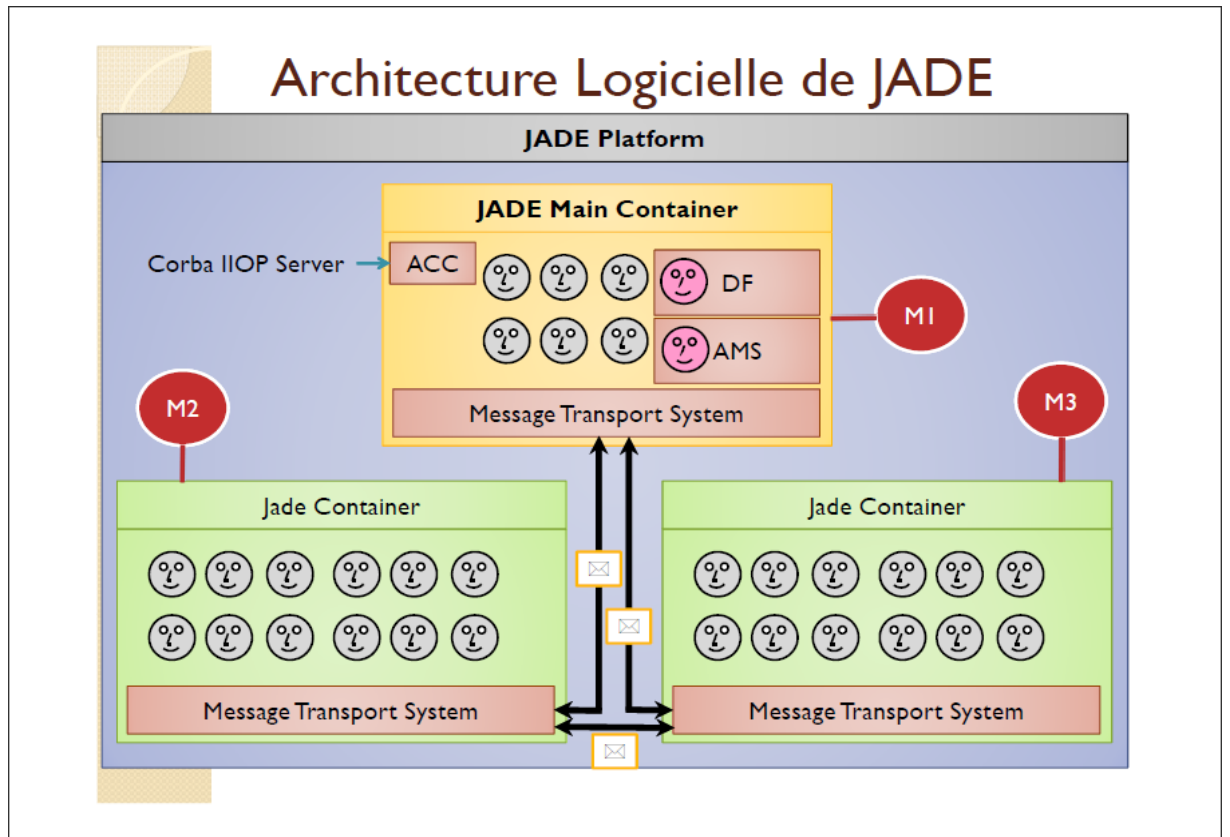 Architecture Logicielle de JADE
JADE Platform
JADE Main Container
Corba IIOP Server
ACC
DF
M1
AMS
M2
M3
Message Transport System
Jade Container
Jade Container
Message Transport System
Message Transport System